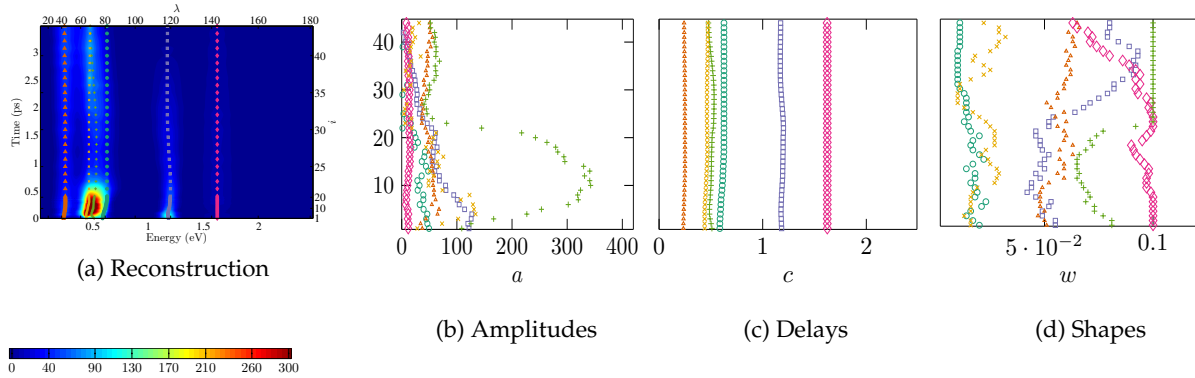 λ
20 40 60 80 100 120 140 160 180
3
2.5
2
1.5
1
0.5
0
Time (ps)
40
30
25
20
10
1
i
0.5 1 1.5 2
Energy (eV)
(a) Reconstruction
0 40 90 130 170 210 260 300
40
30
20
10
0 100 200 300 400
a
(b) Amplitudes
0 1 2
c
(c) Delays
5 · 10⁻² 0.1
w
(d) Shapes